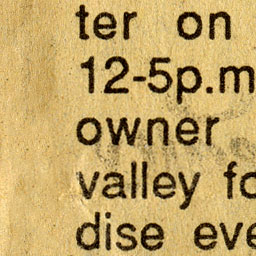 ter on
12-5p.m
owner
valley fo
dise eve